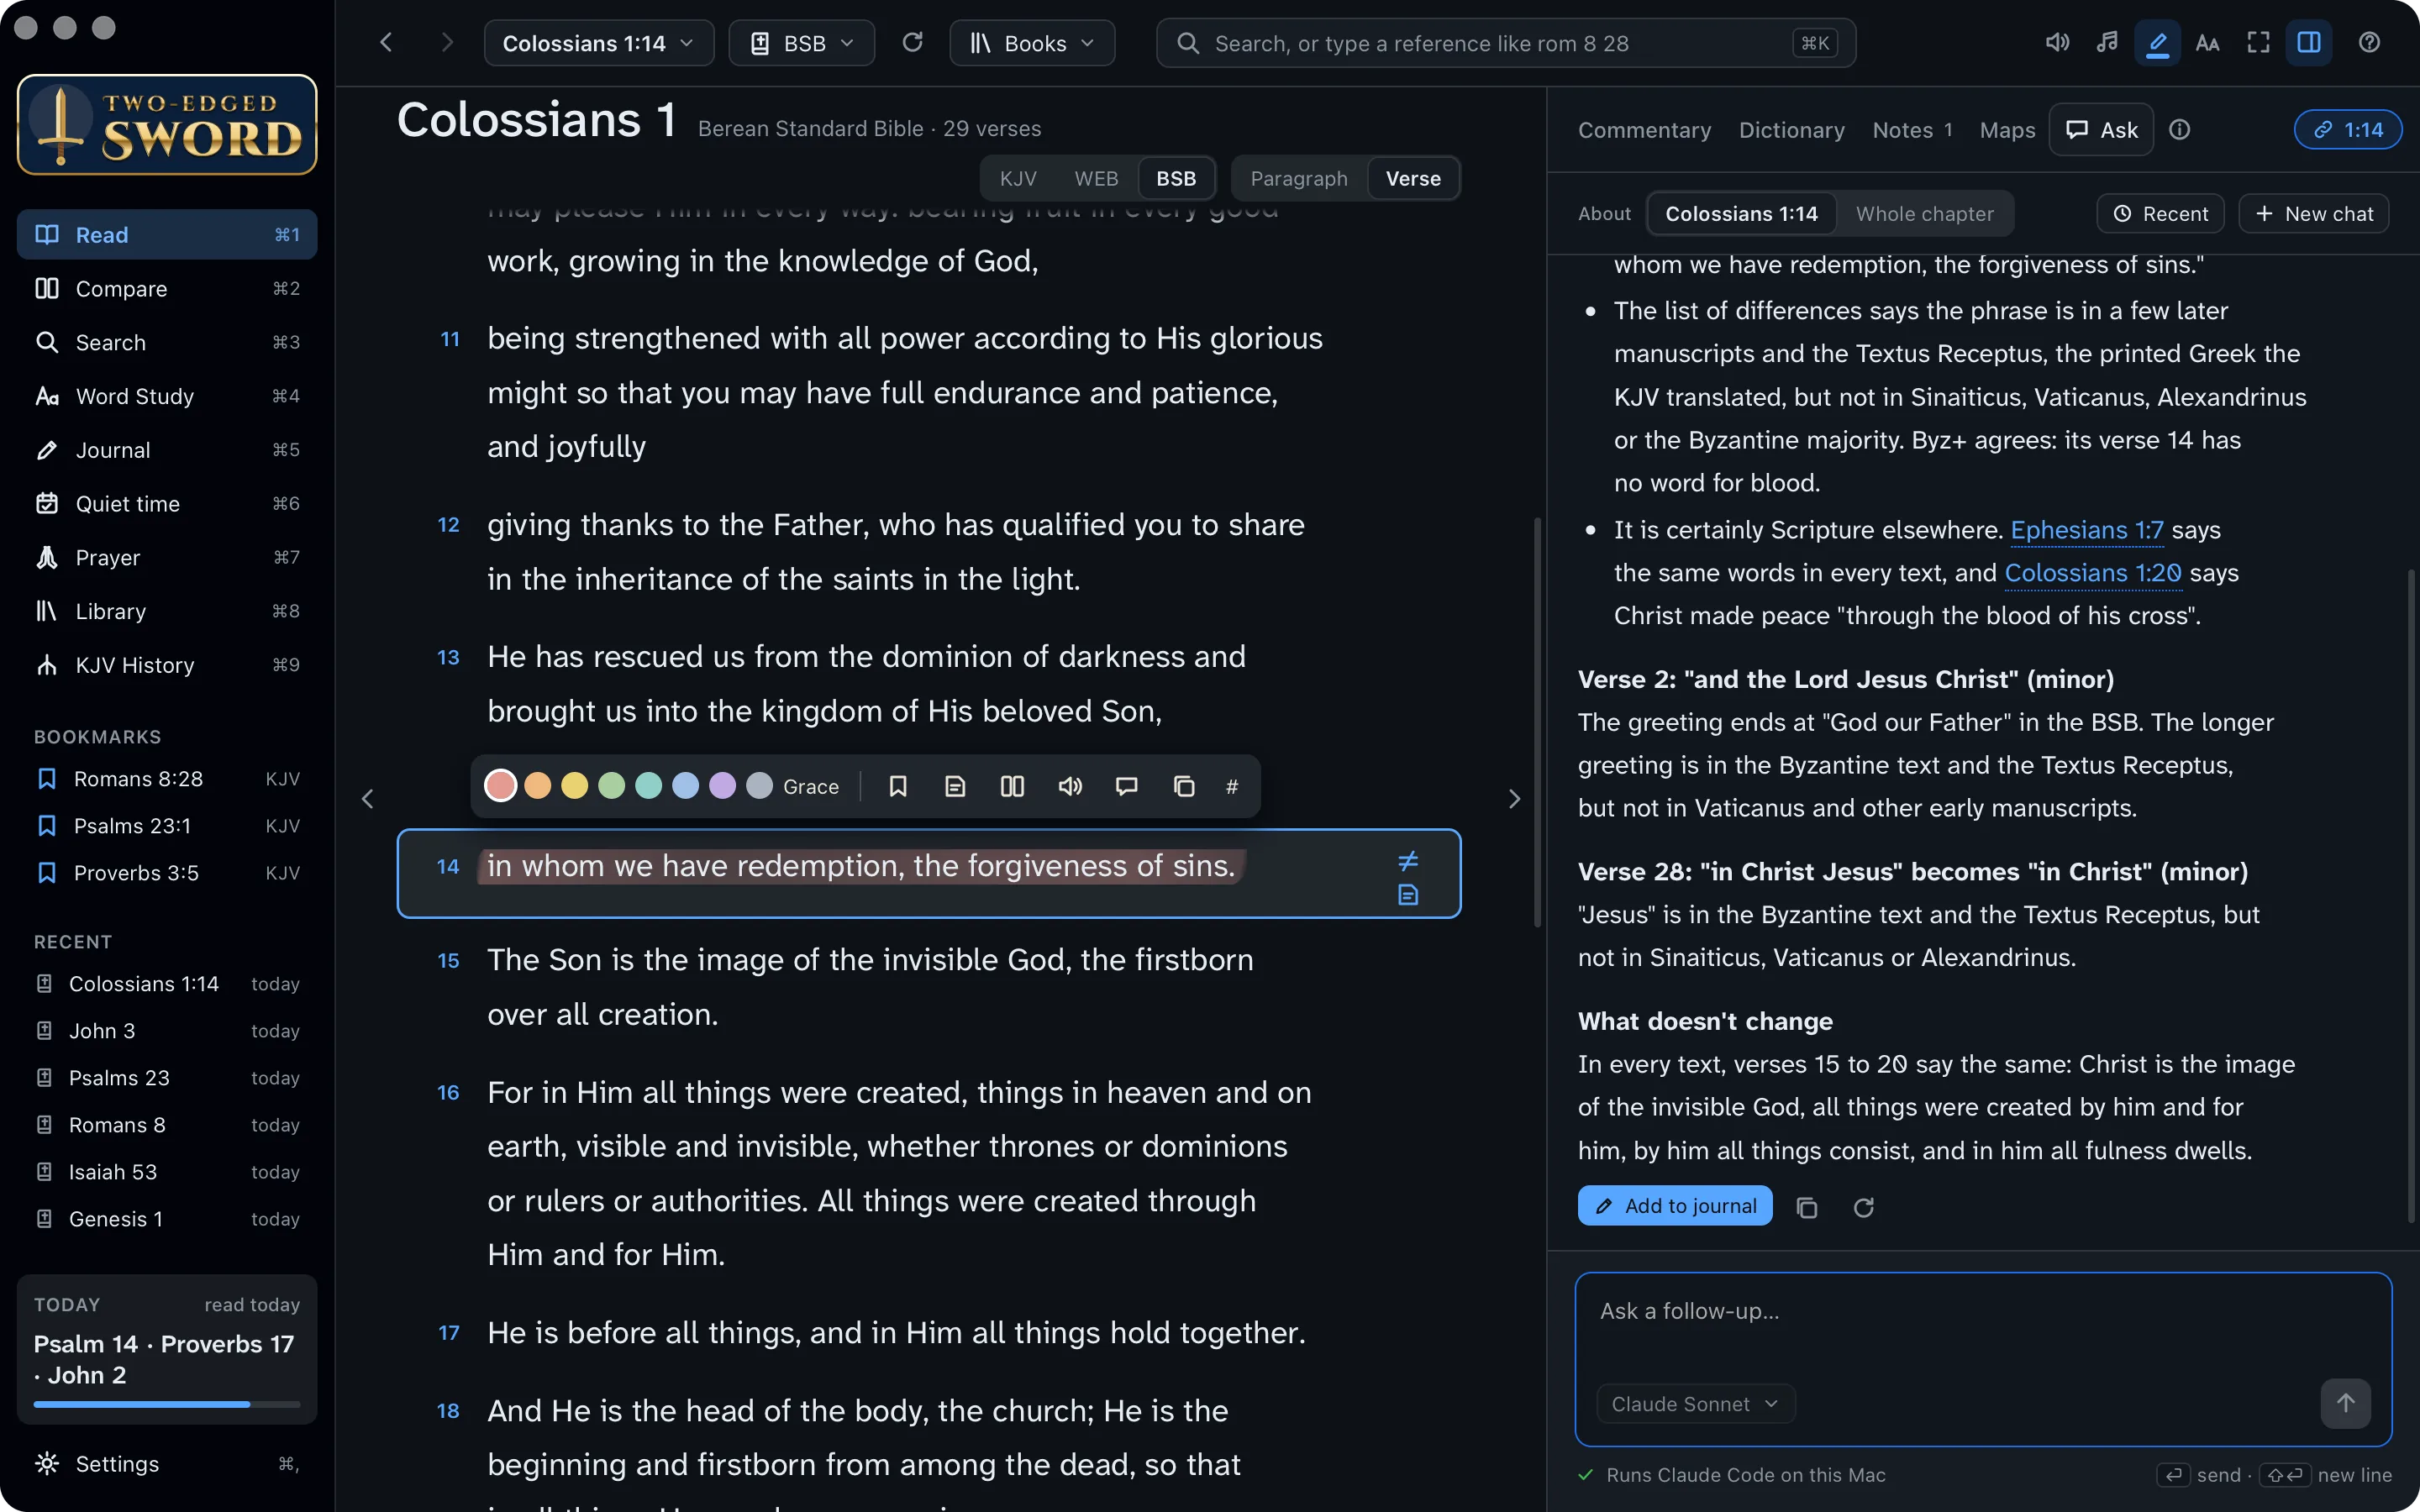 TWO-EDGED
SWORD
Read ⌘1
Compare ⌘2
Search ⌘3
Word Study ⌘4
Journal ⌘5
Quiet time ⌘6
Prayer ⌘7
Library ⌘8
KJV History ⌘9
BOOKMARKS
Romans 8:28 KJV
Psalms 23:1 KJV
Proverbs 3:5 KJV
RECENT
Colossians 1:14 today
John 3 today
Psalms 23 today
Romans 8 today
Isaiah 53 today
Genesis 1 today
TODAY read today
Psalm 14 · Proverbs 17
· John 2
Settings ⌘,
Colossians 1:14
BSB
Books
Search, or type a reference like rom 8 28 ⌘K
Colossians 1 Berean Standard Bible · 29 verses
KJV WEB BSB Paragraph Verse
may please Him in every way: bearing fruit in every good
work, growing in the knowledge of God,
11 being strengthened with all power according to His glorious
might so that you may have full endurance and patience,
and joyfully
12 giving thanks to the Father, who has qualified you to share
in the inheritance of the saints in the light.
13 He has rescued us from the dominion of darkness and
brought us into the kingdom of His beloved Son,
Grace #
14 in whom we have redemption, the forgiveness of sins. ≠
15 The Son is the image of the invisible God, the firstborn
over all creation.
16 For in Him all things were created, things in heaven and on
earth, visible and invisible, whether thrones or dominions
or rulers or authorities. All things were created through
Him and for Him.
17 He is before all things, and in Him all things hold together.
18 And He is the head of the body, the church; He is the
beginning and firstborn from among the dead, so that
Commentary Dictionary Notes 1 Maps Ask 1:14
About Colossians 1:14 Whole chapter Recent + New chat
whom we have redemption, the forgiveness of sins."
• The list of differences says the phrase is in a few later
manuscripts and the Textus Receptus, the printed Greek the
KJV translated, but not in Sinaiticus, Vaticanus, Alexandrinus
or the Byzantine majority. Byz+ agrees: its verse 14 has
no word for blood.
• It is certainly Scripture elsewhere. Ephesians 1:7 says
the same words in every text, and Colossians 1:20 says
Christ made peace "through the blood of his cross".
Verse 2: "and the Lord Jesus Christ" (minor)
The greeting ends at "God our Father" in the BSB. The longer
greeting is in the Byzantine text and the Textus Receptus,
but not in Vaticanus and other early manuscripts.
Verse 28: "in Christ Jesus" becomes "in Christ" (minor)
"Jesus" is in the Byzantine text and the Textus Receptus, but
not in Sinaiticus, Vaticanus or Alexandrinus.
What doesn't change
In every text, verses 15 to 20 say the same: Christ is the image
of the invisible God, all things were created by him and for
him, by him all things consist, and in him all fulness dwells.
Add to journal
Ask a follow-up...
Claude Sonnet
Runs Claude Code on this Mac send · new line